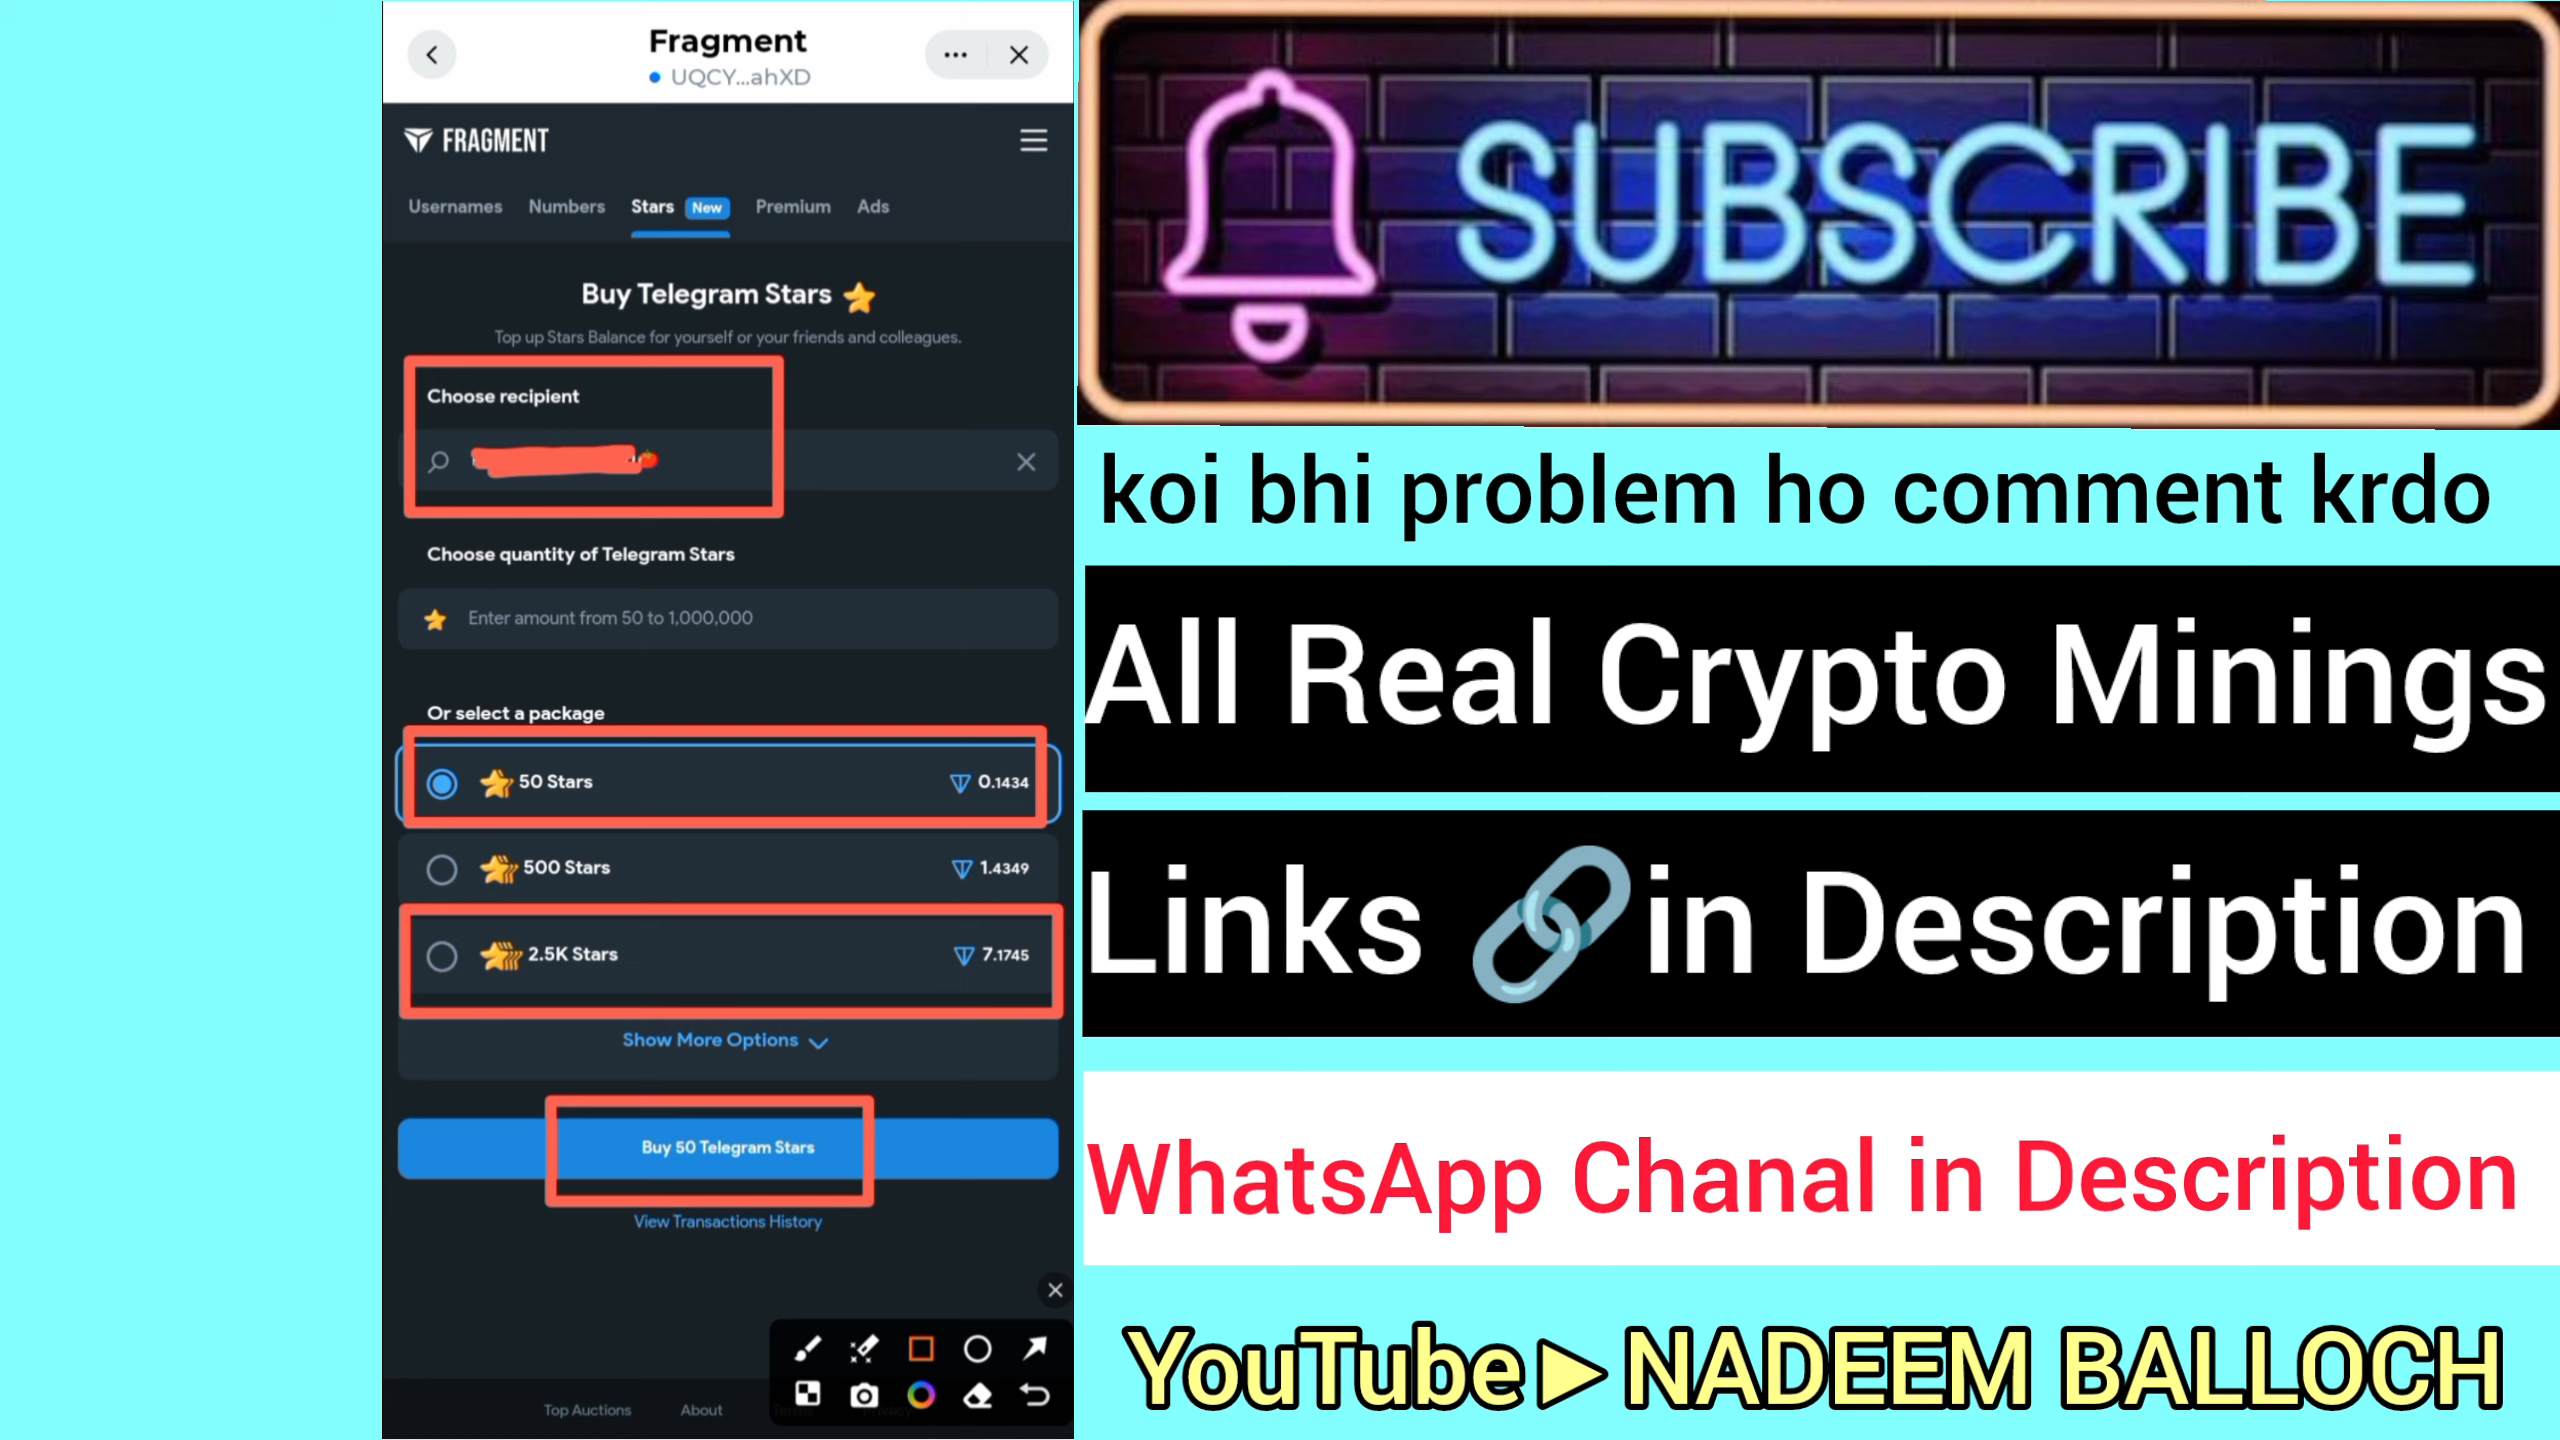 Fragment
UQCY...ahXD
FRAGMENT
Usernames Numbers Stars New Premium Ads
Buy Telegram Stars
Top up Stars Balance for yourself or your friends and colleagues.
Choose recipient
Choose quantity of Telegram Stars
Enter amount from 50 to 1,000,000
Or select a package
50 Stars 0.1434
500 Stars 1.4349
2.5K Stars 7.1745
Show More Options
Buy 50 Telegram Stars
View Transactions History
Top Auctions About Terms Privacy
SUBSCRIBE
koi bhi problem ho comment krdo
All Real Crypto Minings
Links 🔗in Description
WhatsApp Chanal in Description
YouTube►NADEEM BALLOCH